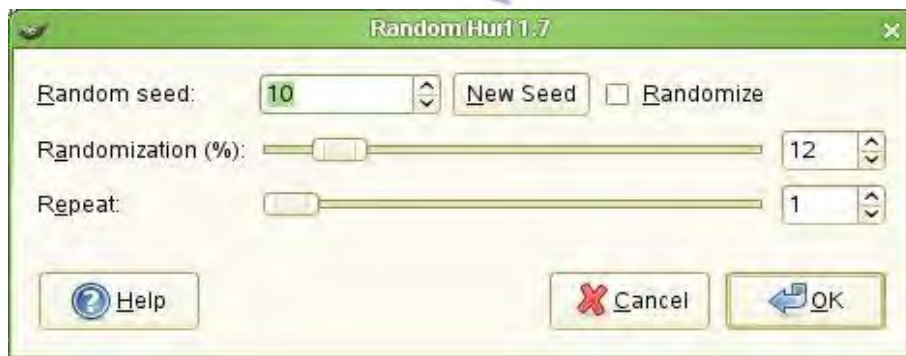 Random Hurl 1.7
Random seed: 10 New Seed Randomize
Randomization (%): 12
Repeat: 1
Help Cancel OK